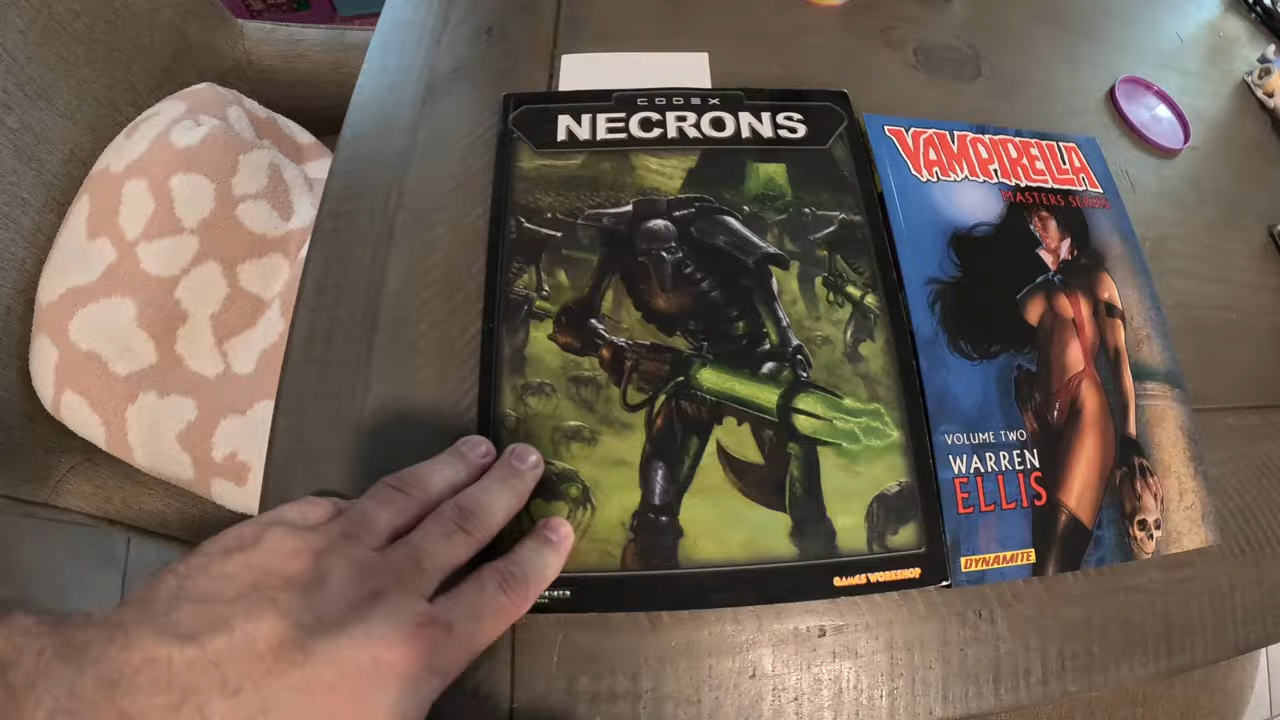 CODEX
NECRONS
GAMES WORKSHOP
VAMPIRELLA
MASTERS SERIES
VOLUME TWO
WARREN
ELLIS
DYNAMITE